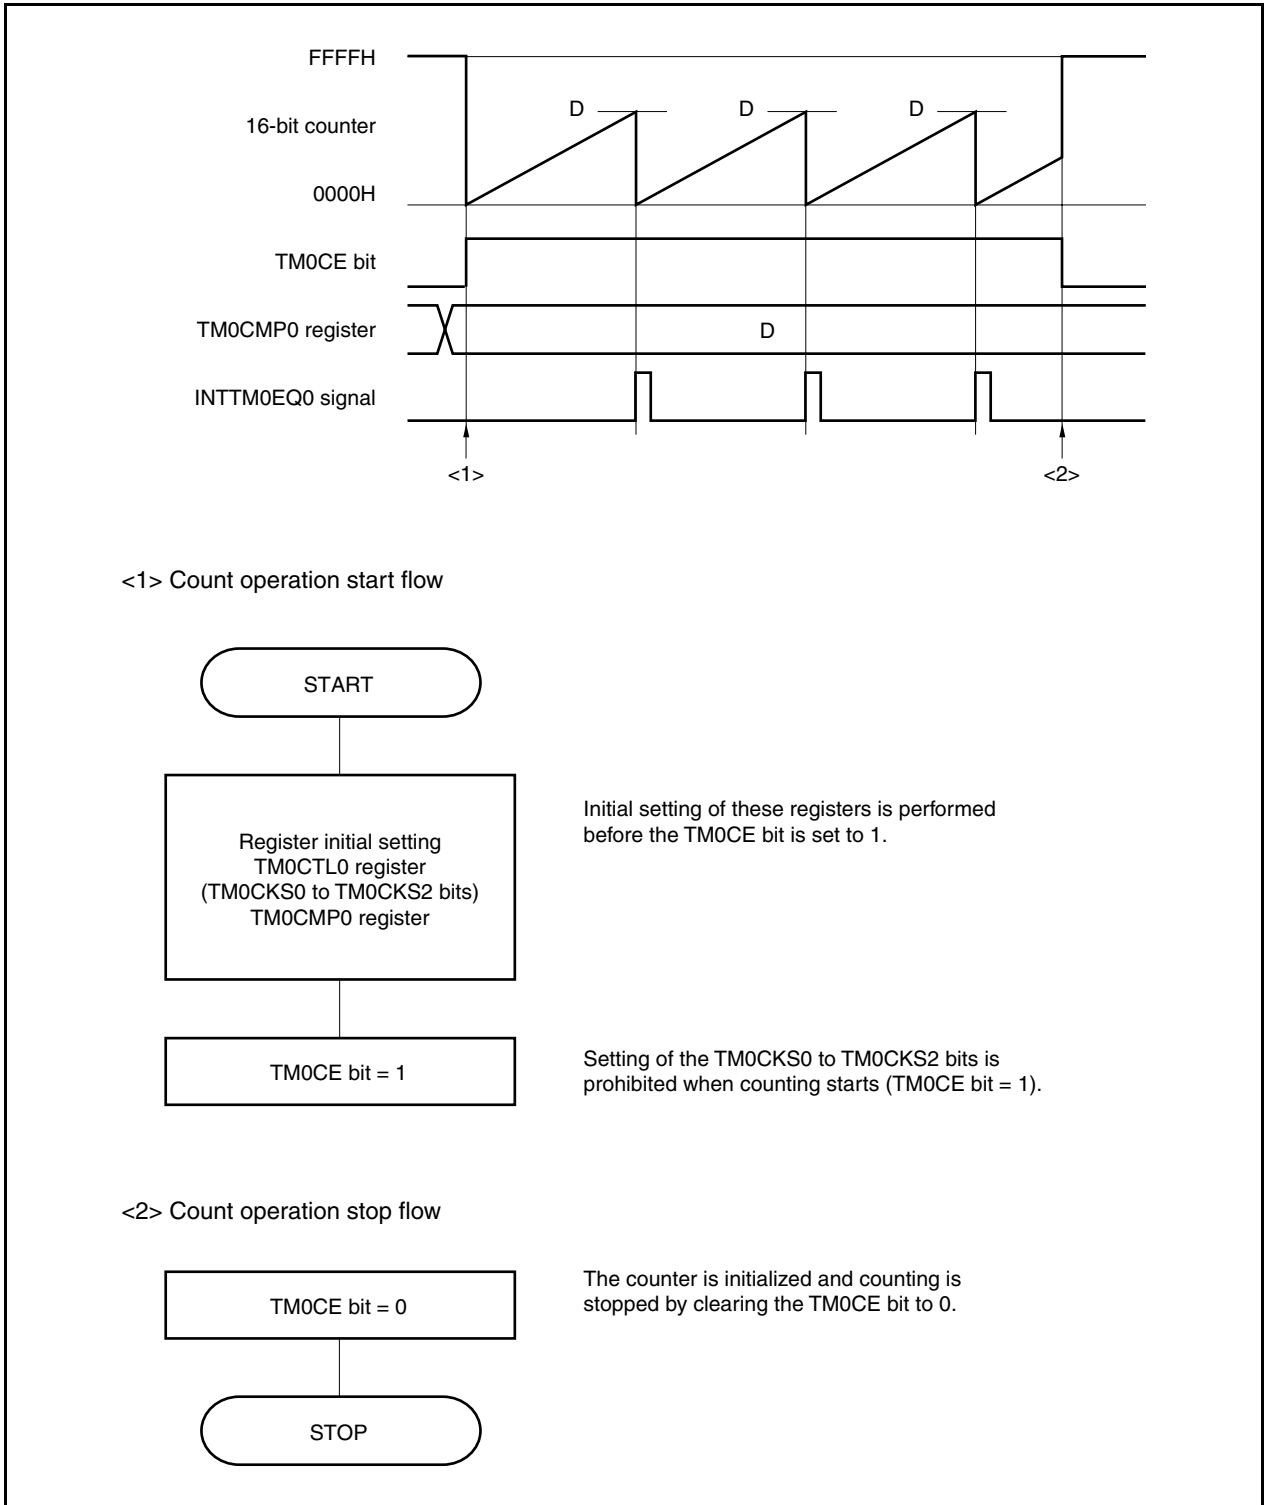 FFFFH
D D D
16-bit counter
0000H
TM0CE bit
TM0CMP0 register
D
INTTM0EQ0 signal
<1> <2>
<1> Count operation start flow
START
Register initial setting
TM0CTL0 register
(TM0CKS0 to TM0CKS2 bits)
TM0CMP0 register
Initial setting of these registers is performed
before the TM0CE bit is set to 1.
TM0CE bit = 1
Setting of the TM0CKS0 to TM0CKS2 bits is
prohibited when counting starts (TM0CE bit = 1).
<2> Count operation stop flow
TM0CE bit = 0
The counter is initialized and counting is
stopped by clearing the TM0CE bit to 0.
STOP